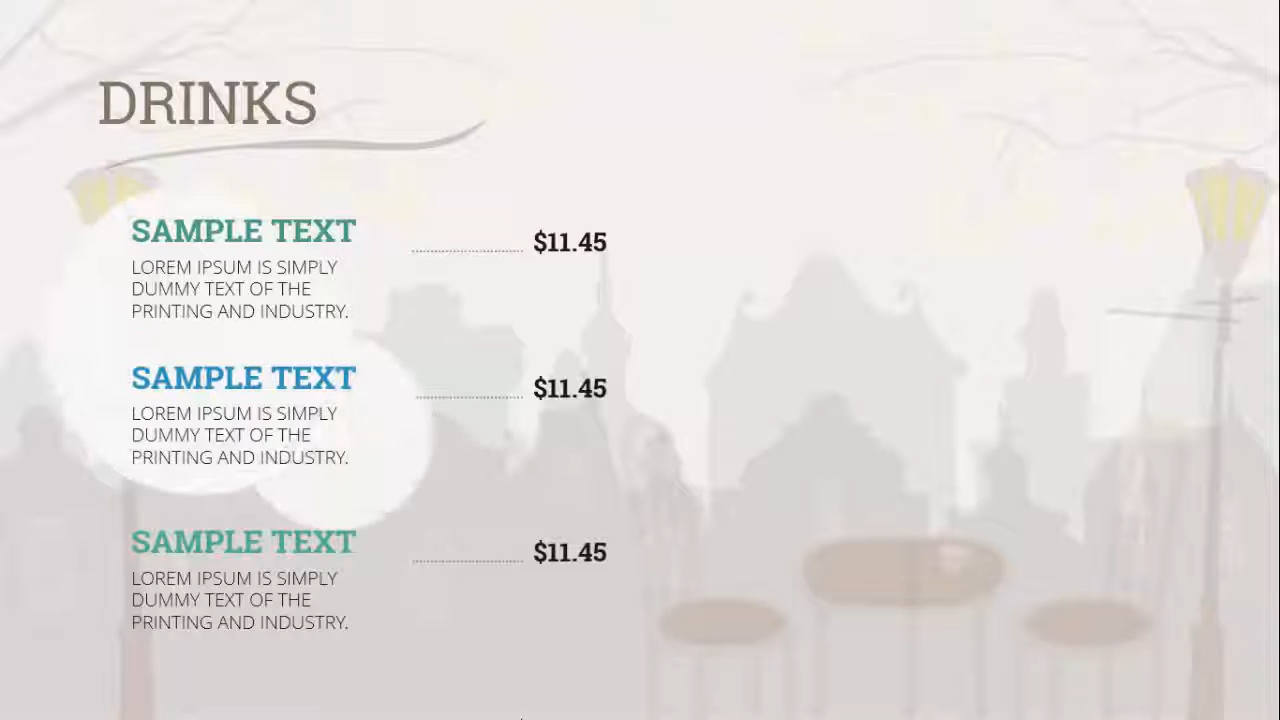 DRINKS
SAMPLE TEXT
$11.45
LOREM IPSUM IS SIMPLY
DUMMY TEXT OF THE
PRINTING AND INDUSTRY.
SAMPLE TEXT
$11.45
LOREM IPSUM IS SIMPLY
DUMMY TEXT OF THE
PRINTING AND INDUSTRY.
SAMPLE TEXT
$11.45
LOREM IPSUM IS SIMPLY
DUMMY TEXT OF THE
PRINTING AND INDUSTRY.